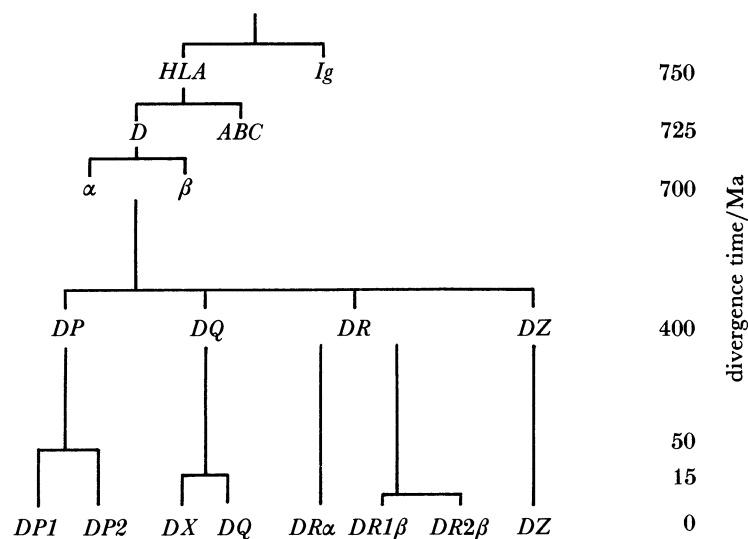 HLA Ig 750
D ABC 725
α β 700
divergence time/Ma
DP DQ DR DZ 400
50
15
DP1 DP2 DX DQ DRα DR1β DR2β DZ 0